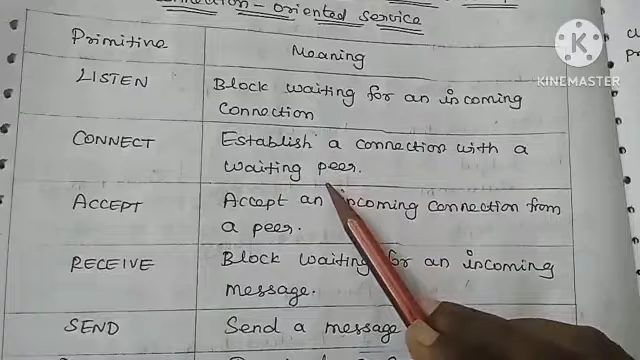 Connection-oriented service
Primitive Meaning
LISTEN Block waiting for an incoming
connection
CONNECT Establish a connection with a
waiting peer.
ACCEPT Accept an incoming connection from
a peer.
RECEIVE Block waiting for an incoming
message.
SEND Send a message
KINEMASTER